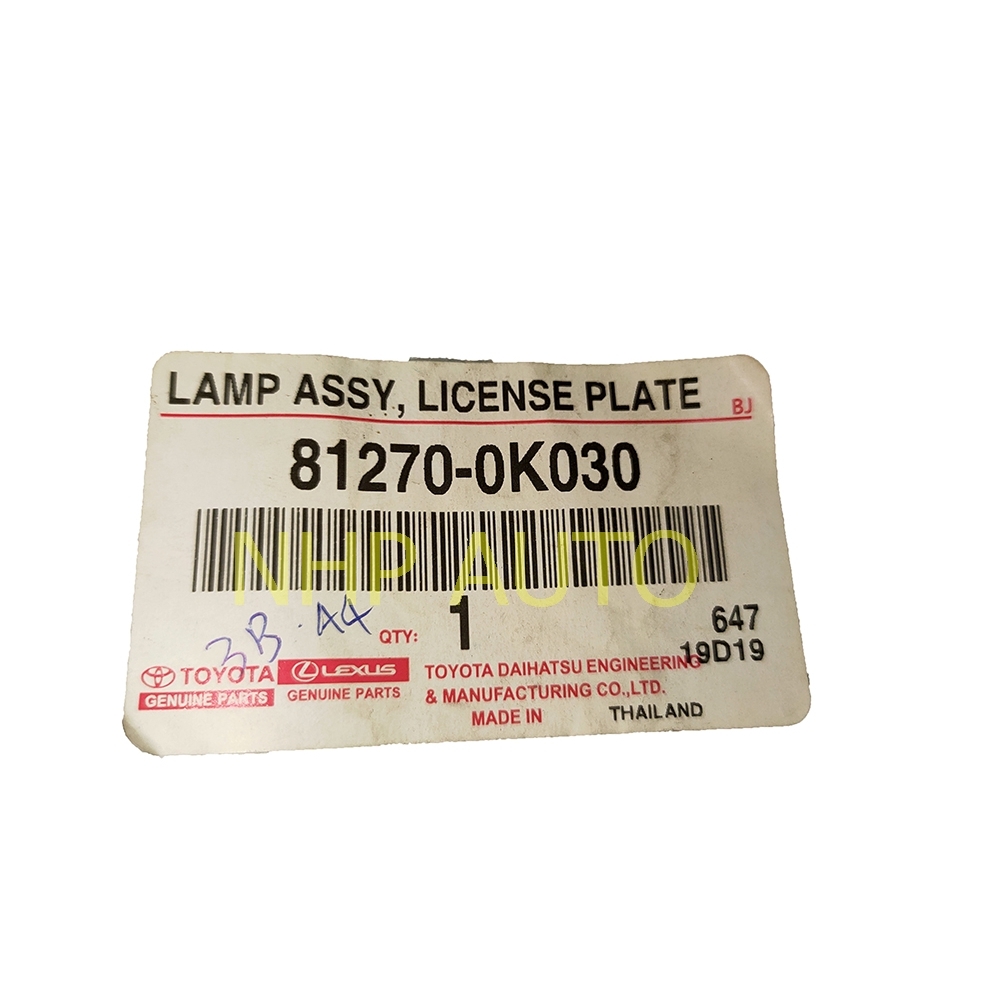 LAMP ASSY, LICENSE PLATE BJ
81270-0K030
NHP AUTO
3B-A4
QTY: 1
647
19D19
TOYOTA
GENUINE PARTS
LEXUS
GENUINE PARTS
TOYOTA DAIHATSU ENGINEERING
& MANUFACTURING CO.,LTD.
MADE IN THAILAND